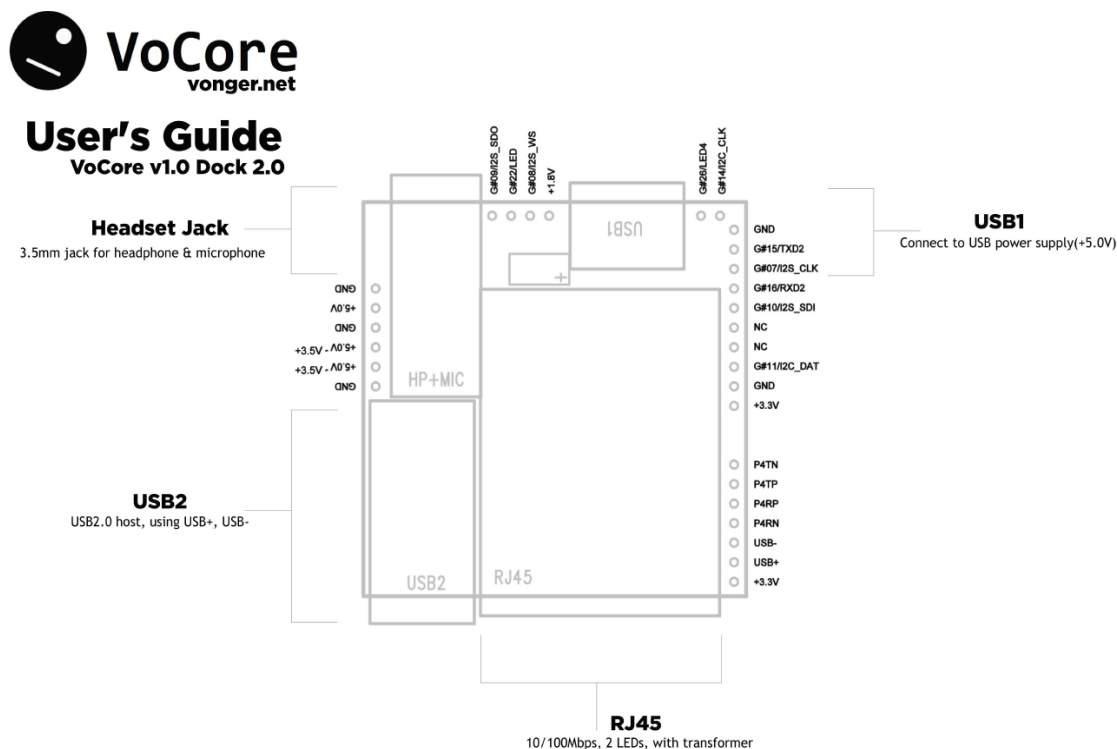 VoCore
vonger.net
User's Guide
VoCore v1.0 Dock 2.0
G#09/I2S_SDO
G#22/LED
G#08/I2S_WS
+1.8V
G#26/LED4
G#14/I2C_CLK
Headset Jack
3.5mm jack for headphone & microphone
USB1
Connect to USB power supply(+5.0V)
USB1
+
GND
G#15/TXD2
G#07/I2S_CLK
G#16/RXD2
G#10/I2S_SDI
NC
NC
G#11/I2C_DAT
GND
+3.3V
GND
+5.0V
GND
+3.5V - +5.0V
+3.5V - +5.0V
GND
HP+MIC
P4TN
P4TP
P4RP
P4RN
USB-
USB+
+3.3V
USB2
USB2.0 host, using USB+, USB-
USB2
RJ45
RJ45
10/100Mbps, 2 LEDs, with transformer